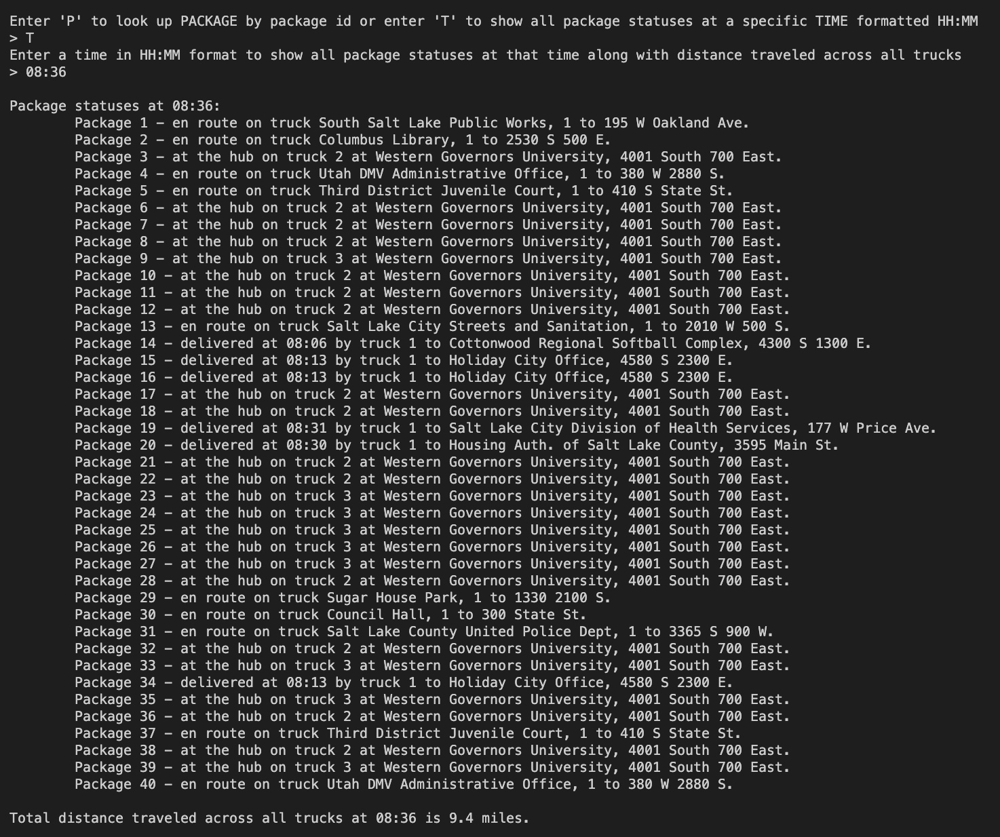 Enter 'P' to look up PACKAGE by package id or enter 'T' to show all package statuses at a specific TIME formatted HH:MM
> T
Enter a time in HH:MM format to show all package statuses at that time along with distance traveled across all trucks
> 08:36
Package statuses at 08:36:
Package 1 – en route on truck South Salt Lake Public Works, 1 to 195 W Oakland Ave.
Package 2 – en route on truck Columbus Library, 1 to 2530 S 500 E.
Package 3 – at the hub on truck 2 at Western Governors University, 4001 South 700 East.
Package 4 – en route on truck Utah DMV Administrative Office, 1 to 380 W 2880 S.
Package 5 – en route on truck Third District Juvenile Court, 1 to 410 S State St.
Package 6 – at the hub on truck 2 at Western Governors University, 4001 South 700 East.
Package 7 – at the hub on truck 2 at Western Governors University, 4001 South 700 East.
Package 8 – at the hub on truck 2 at Western Governors University, 4001 South 700 East.
Package 9 – at the hub on truck 3 at Western Governors University, 4001 South 700 East.
Package 10 – at the hub on truck 2 at Western Governors University, 4001 South 700 East.
Package 11 – at the hub on truck 2 at Western Governors University, 4001 South 700 East.
Package 12 – at the hub on truck 2 at Western Governors University, 4001 South 700 East.
Package 13 – en route on truck Salt Lake City Streets and Sanitation, 1 to 2010 W 500 S.
Package 14 – delivered at 08:06 by truck 1 to Cottonwood Regional Softball Complex, 4300 S 1300 E.
Package 15 – delivered at 08:13 by truck 1 to Holiday City Office, 4580 S 2300 E.
Package 16 – delivered at 08:13 by truck 1 to Holiday City Office, 4580 S 2300 E.
Package 17 – at the hub on truck 2 at Western Governors University, 4001 South 700 East.
Package 18 – at the hub on truck 2 at Western Governors University, 4001 South 700 East.
Package 19 – delivered at 08:31 by truck 1 to Salt Lake City Division of Health Services, 177 W Price Ave.
Package 20 – delivered at 08:30 by truck 1 to Housing Auth. of Salt Lake County, 3595 Main St.
Package 21 – at the hub on truck 2 at Western Governors University, 4001 South 700 East.
Package 22 – at the hub on truck 2 at Western Governors University, 4001 South 700 East.
Package 23 – at the hub on truck 3 at Western Governors University, 4001 South 700 East.
Package 24 – at the hub on truck 3 at Western Governors University, 4001 South 700 East.
Package 25 – at the hub on truck 3 at Western Governors University, 4001 South 700 East.
Package 26 – at the hub on truck 3 at Western Governors University, 4001 South 700 East.
Package 27 – at the hub on truck 3 at Western Governors University, 4001 South 700 East.
Package 28 – at the hub on truck 2 at Western Governors University, 4001 South 700 East.
Package 29 – en route on truck Sugar House Park, 1 to 1330 2100 S.
Package 30 – en route on truck Council Hall, 1 to 300 State St.
Package 31 – en route on truck Salt Lake County United Police Dept, 1 to 3365 S 900 W.
Package 32 – at the hub on truck 2 at Western Governors University, 4001 South 700 East.
Package 33 – at the hub on truck 3 at Western Governors University, 4001 South 700 East.
Package 34 – delivered at 08:13 by truck 1 to Holiday City Office, 4580 S 2300 E.
Package 35 – at the hub on truck 3 at Western Governors University, 4001 South 700 East.
Package 36 – at the hub on truck 2 at Western Governors University, 4001 South 700 East.
Package 37 – en route on truck Third District Juvenile Court, 1 to 410 S State St.
Package 38 – at the hub on truck 2 at Western Governors University, 4001 South 700 East.
Package 39 – at the hub on truck 3 at Western Governors University, 4001 South 700 East.
Package 40 – en route on truck Utah DMV Administrative Office, 1 to 380 W 2880 S.
Total distance traveled across all trucks at 08:36 is 9.4 miles.